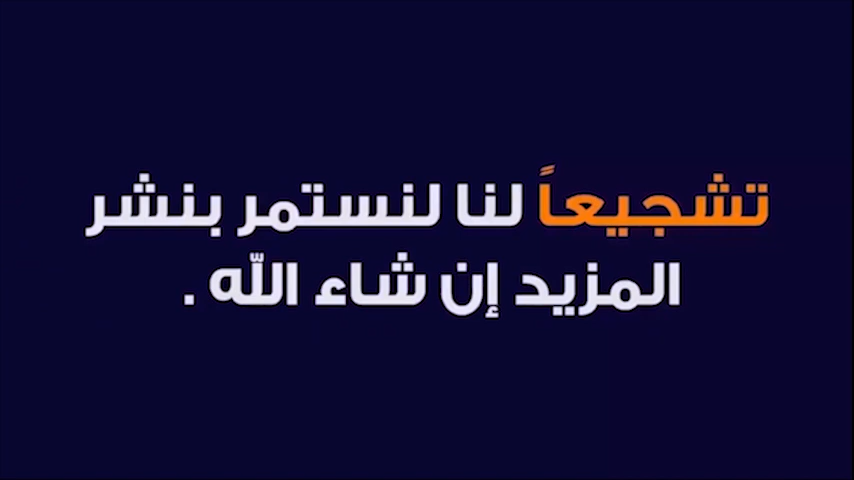 تشجيعاً لنا لنستمر بنشر
المزيد إن شاء الله .